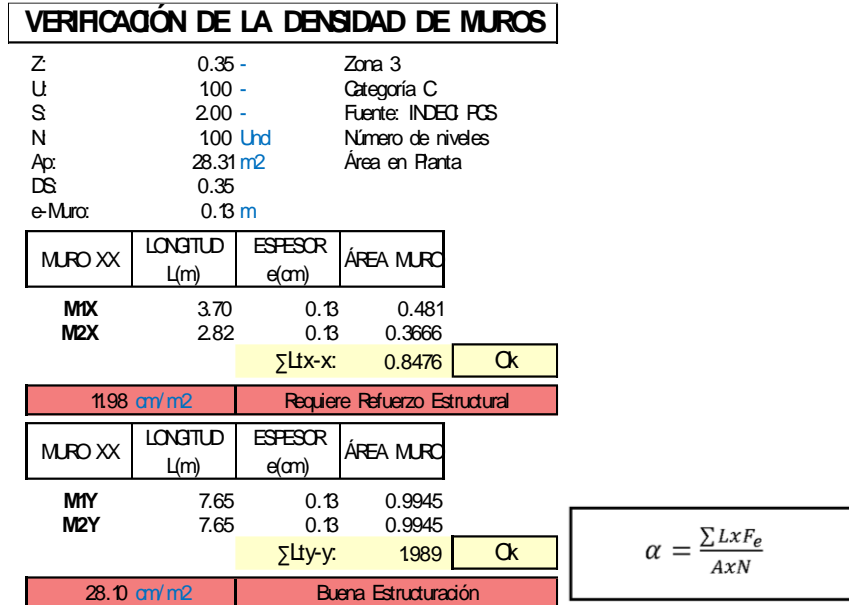 VERIFICACIÓN DE LA DENSIDAD DE MUROS
Z: 0.35 - Zona 3
U: 1.00 - Categoría C
S: 2.00 - Fuente: INDECI: PCS
N: 1.00 Und Número de niveles
Ap: 28.31 m2 Área en Planta
DS: 0.35
e-Muro: 0.13 m
MURO XX LONGITUD L(m) ESPESOR e(cm) ÁREA MURO
M1X 3.70 0.13 0.481
M2X 2.82 0.13 0.3666
∑Ltx-x: 0.8476 Ok
11.98 cm/m2 Requiere Refuerzo Estructural
MURO XX LONGITUD L(m) ESPESOR e(cm) ÁREA MURO
M1Y 7.65 0.13 0.9945
M2Y 7.65 0.13 0.9945
∑Lty-y: 1.989 Ok
28.10 cm/m2 Buena Estructuración
α = ∑LxFₑ / AxN